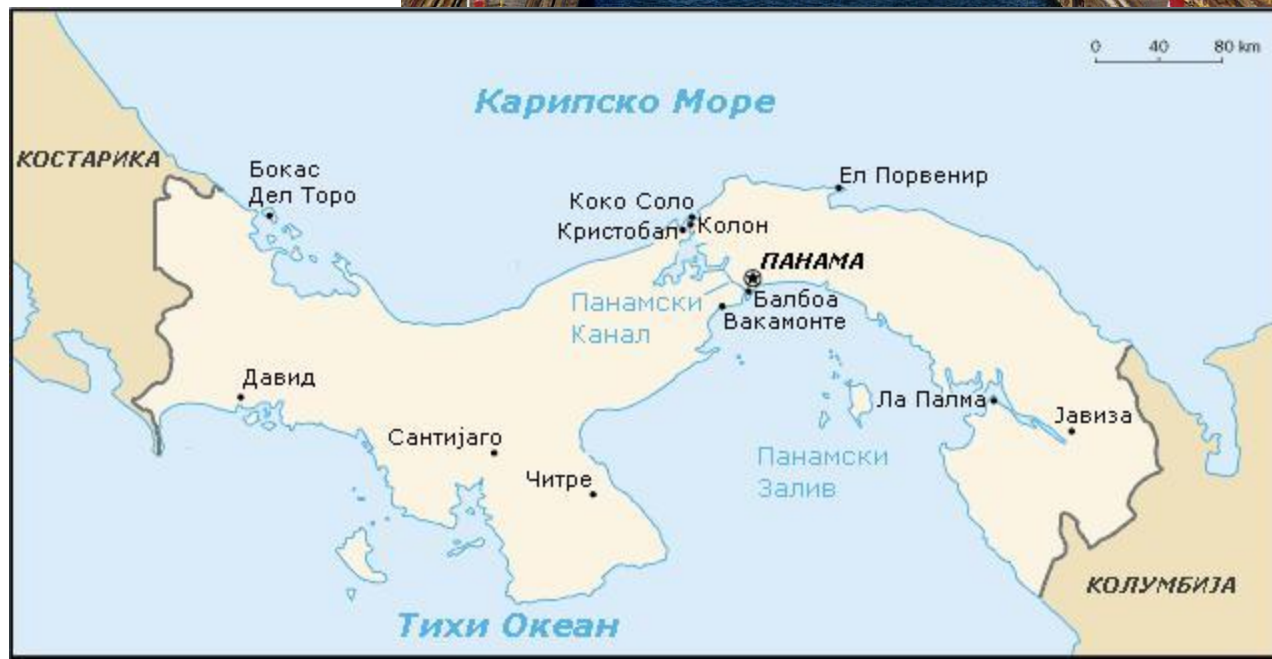 0 40 80 km
Карипско Море
КОСТАРИКА
Бокас
Дел Торо
Ел Порвенир
Коко Соло
Колон
Кристобал
ПАНАМА
Панамски
Канал
Балбоа
Вакамонте
Давид
Ла Палма
Јавиза
Сантијаго
Читре
Панамски
Залив
КОЛУМБИЈА
Тихи Океан